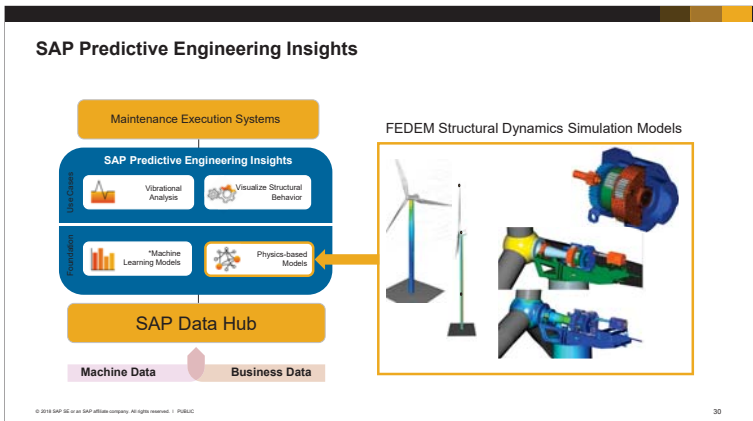 SAP Predictive Engineering Insights
Maintenance Execution Systems
SAP Predictive Engineering Insights
Use Cases
Vibrational
Analysis
Visualize Structural
Behavior
Foundation
*Machine
Learning Models
Physics-based
Models
SAP Data Hub
Machine Data
Business Data
FEDEM Structural Dynamics Simulation Models
© 2018 SAP SE or an SAP affiliate company. All rights reserved. ǀ PUBLIC
30